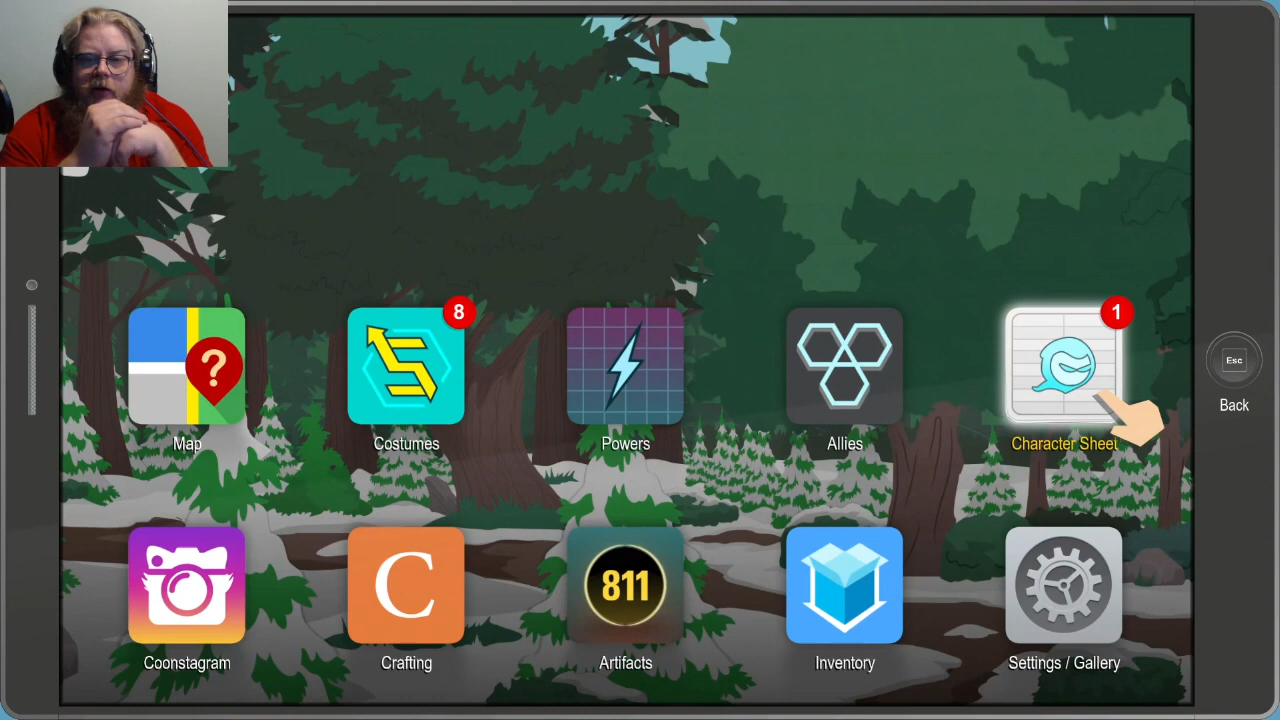 8
1
?
Map
Costumes
Powers
Allies
Character Sheet
Esc
Back
C
811
Coonstagram
Crafting
Artifacts
Inventory
Settings / Gallery